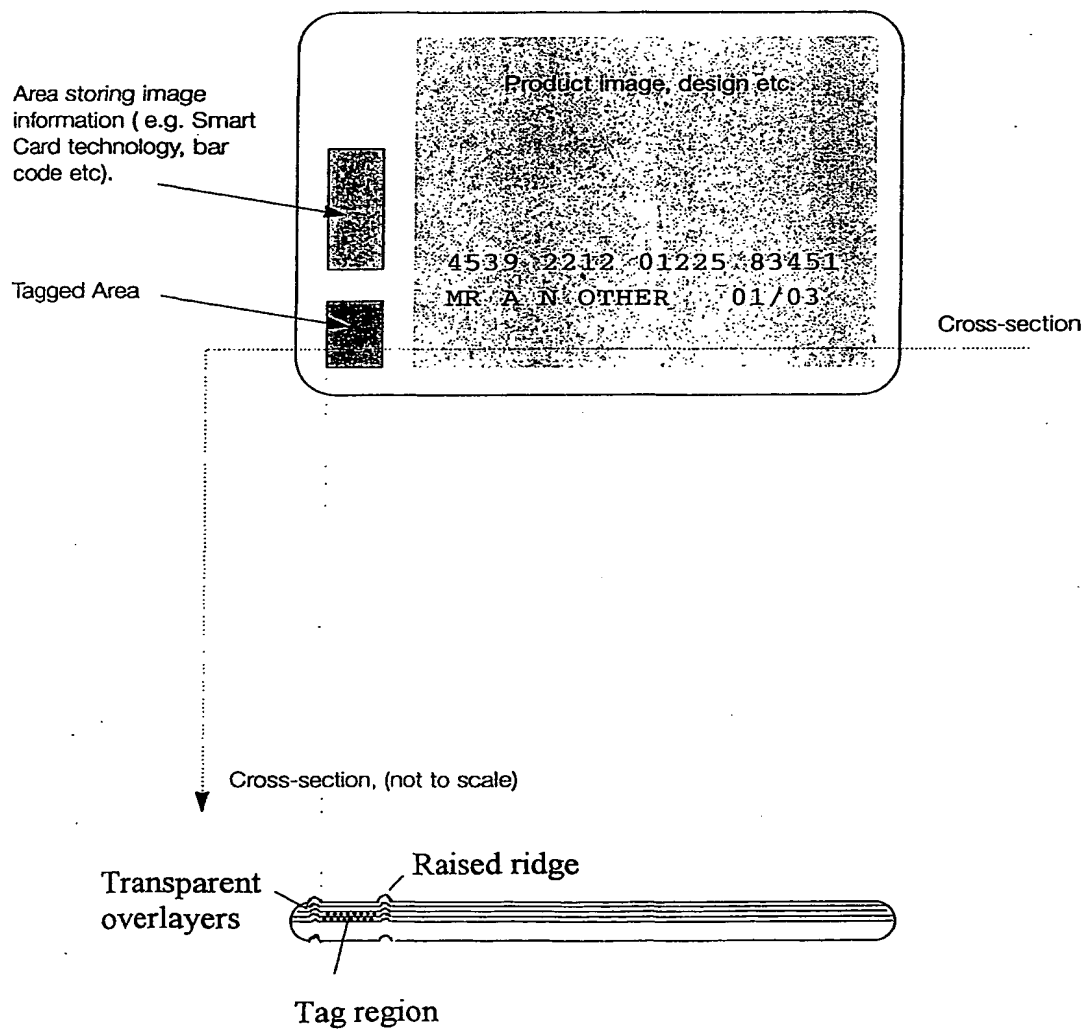 Product image, design etc.
Area storing image
information ( e.g. Smart
Card technology, bar
code etc).
4539 2212 01225 83451
Tagged Area
MR A N OTHER 01/03
Cross-section
Cross-section, (not to scale)
Raised ridge
Transparent
overlayers
Tag region